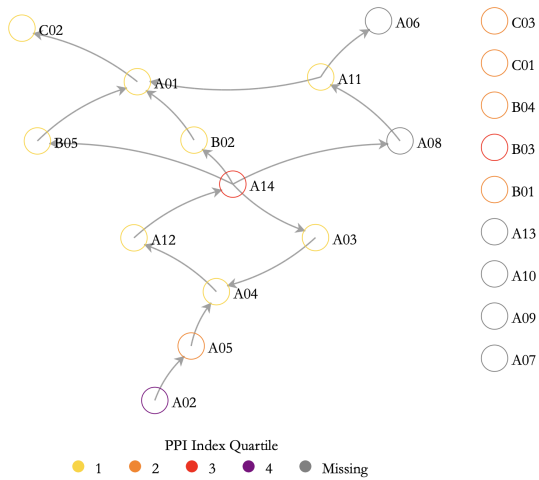 C02
A06
C03
A01
A11
C01
B04
B05
B02
A08
B03
A14
B01
A12
A03
A13
A04
A10
A09
A05
A07
A02
PPI Index Quartile
1 2 3 4 Missing